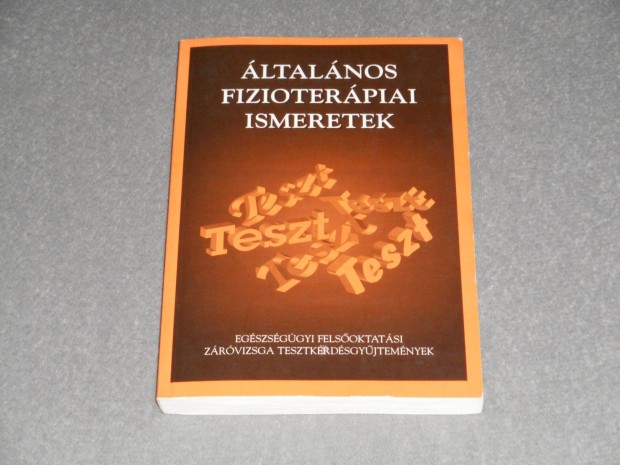 ÁLTALÁNOS
FIZIOTERÁPIAI
ISMERETEK
Teszt
Teszt
Teszt
Teszt
Teszt
EGÉSZSÉGÜGYI FELSŐOKTATÁSI
ZÁRÓVIZSGA TESZTKÉRDÉSGYŰJTEMÉNYEK